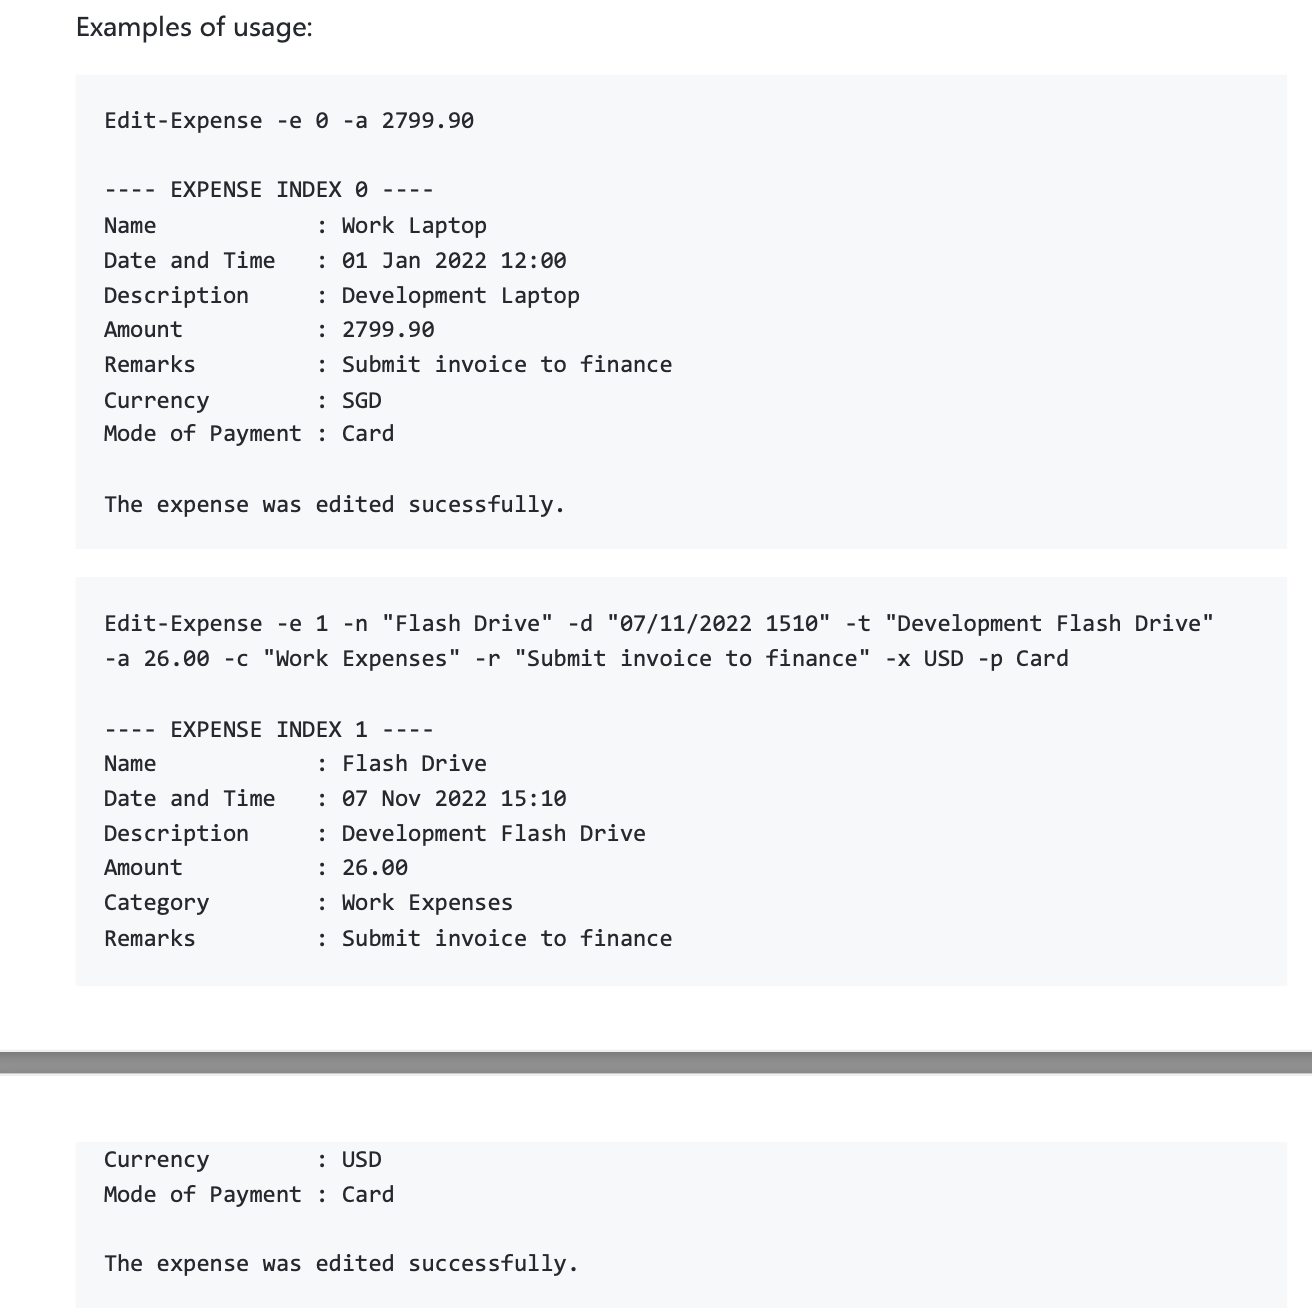 Examples of usage:
Edit-Expense -e 0 -a 2799.90
---- EXPENSE INDEX 0 ----
Name : Work Laptop
Date and Time : 01 Jan 2022 12:00
Description : Development Laptop
Amount : 2799.90
Remarks : Submit invoice to finance
Currency : SGD
Mode of Payment : Card
The expense was edited sucessfully.
Edit-Expense -e 1 -n "Flash Drive" -d "07/11/2022 1510" -t "Development Flash Drive"
-a 26.00 -c "Work Expenses" -r "Submit invoice to finance" -x USD -p Card
---- EXPENSE INDEX 1 ----
Name : Flash Drive
Date and Time : 07 Nov 2022 15:10
Description : Development Flash Drive
Amount : 26.00
Category : Work Expenses
Remarks : Submit invoice to finance
Currency : USD
Mode of Payment : Card
The expense was edited successfully.